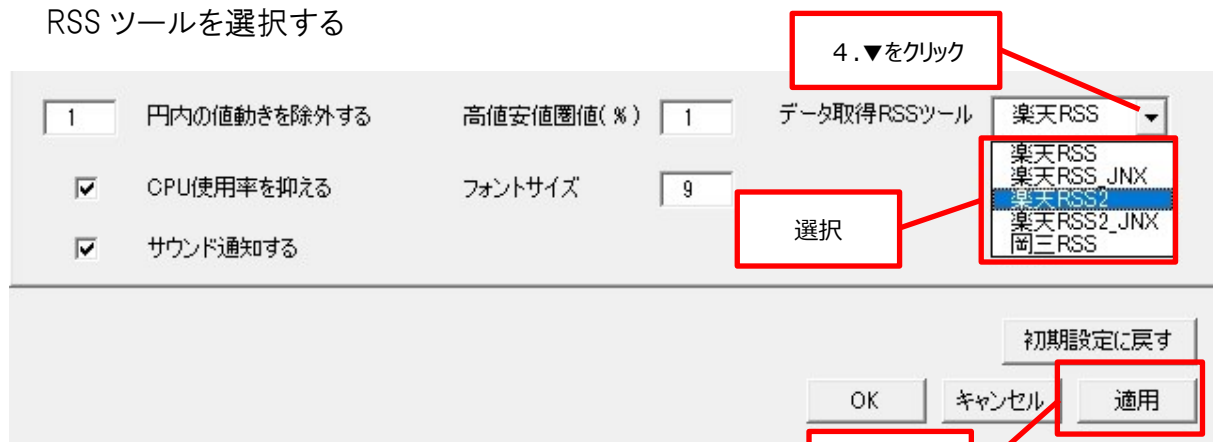 RSS ツールを選択する
4.▼をクリック
1 円内の値動きを除外する 高値安値圏値(%) 1 データ取得RSSツール 楽天RSS
楽天RSS
楽天RSS_JNX
CPU使用率を抑える フォントサイズ 9 楽天RSS2
選択 楽天RSS2_JNX
サウンド通知する 岡三RSS
初期設定に戻す
OK キャンセル 適用